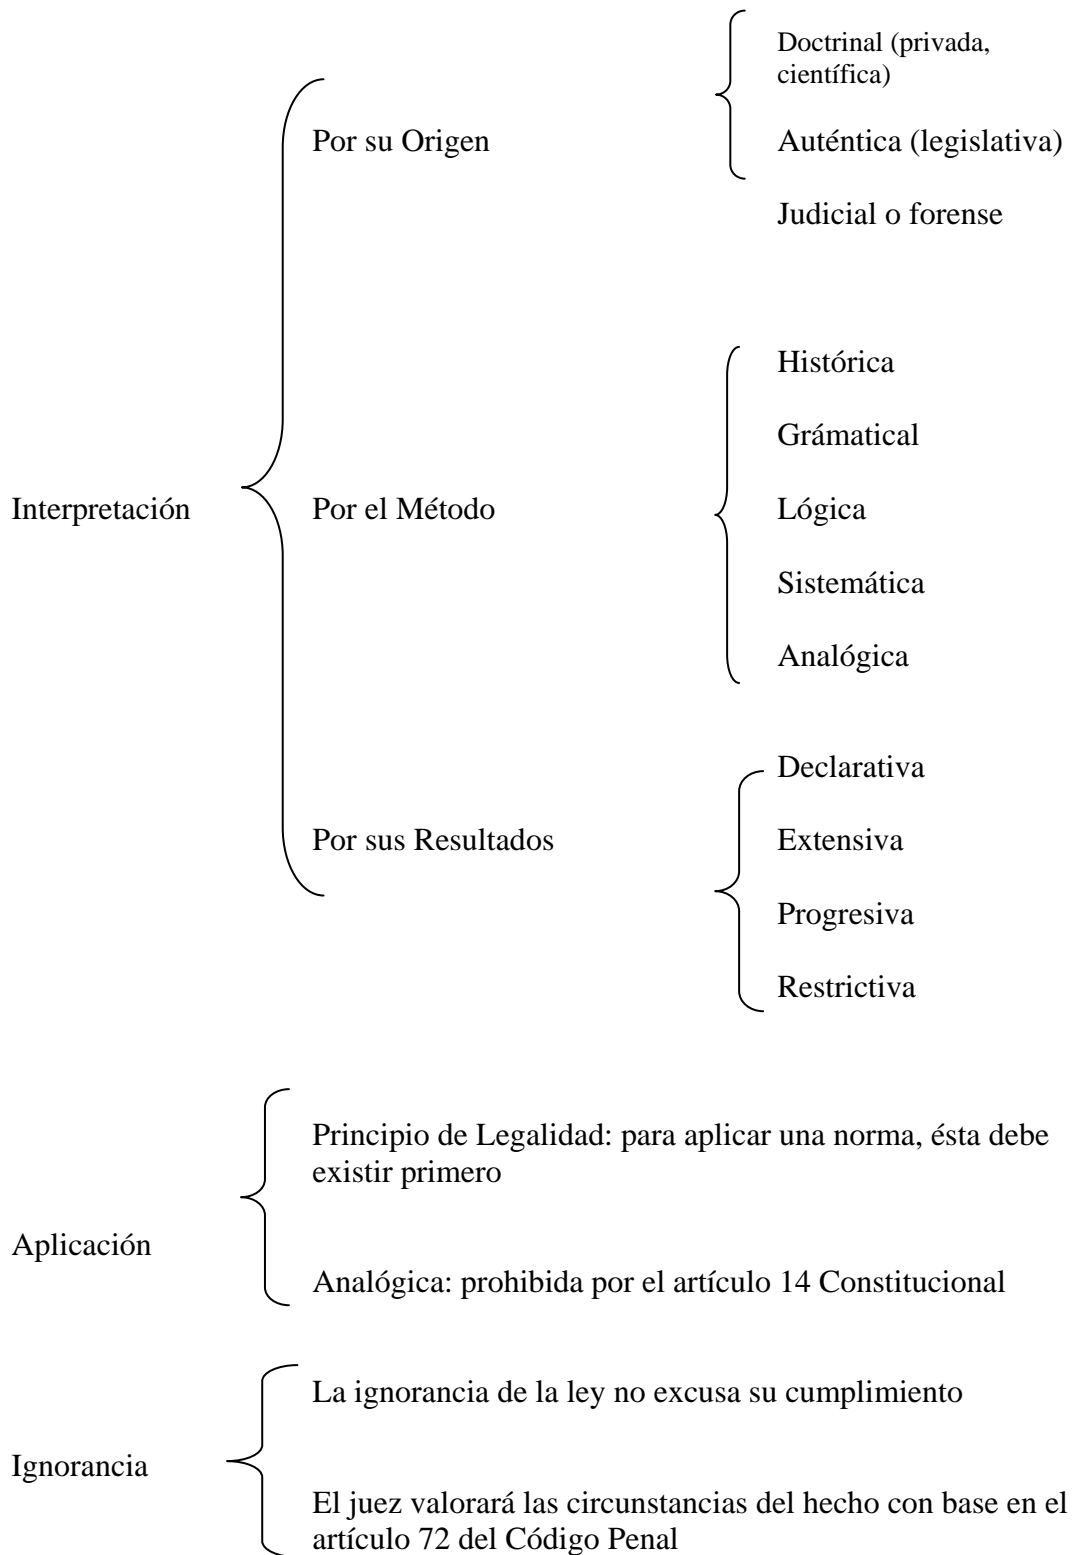 Doctrinal (privada,
científica)
Por su Origen
Auténtica (legislativa)
Judicial o forense
Histórica
Grámatical
Interpretación
Por el Método
Lógica
Sistemática
Analógica
Declarativa
Por sus Resultados
Extensiva
Progresiva
Restrictiva
Principio de Legalidad: para aplicar una norma, ésta debe
existir primero
Aplicación
Analógica: prohibida por el artículo 14 Constitucional
La ignorancia de la ley no excusa su cumplimiento
Ignorancia
El juez valorará las circunstancias del hecho con base en el
artículo 72 del Código Penal